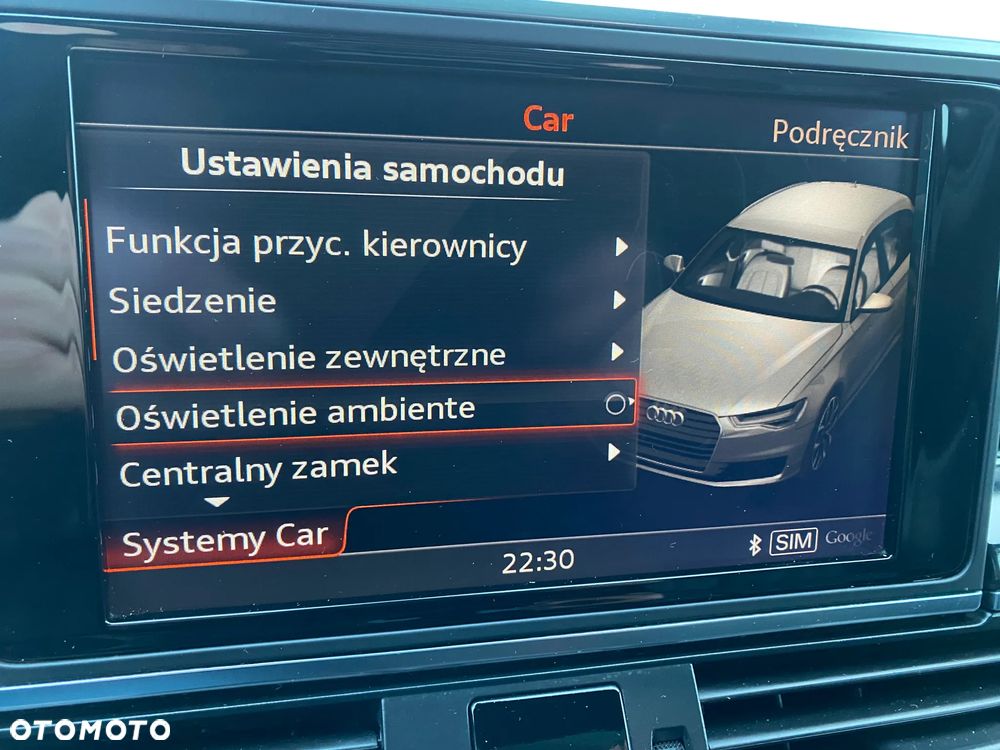 Car
Podręcznik
Ustawienia samochodu
Funkcja przyc. kierownicy
Siedzenie
Oświetlenie zewnętrzne
Oświetlenie ambiente
Centralny zamek
Systemy Car
22:30
SIM
Google
OTOMOTO